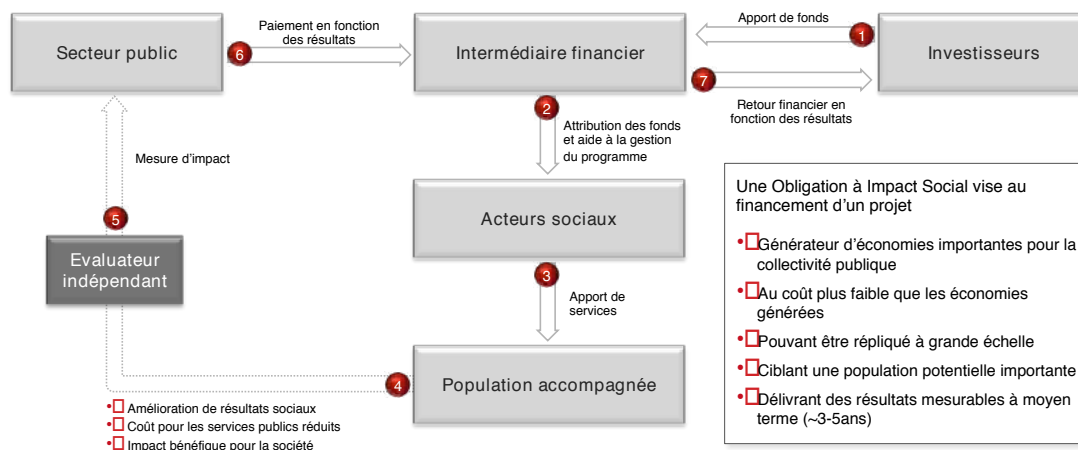 Secteur public
6
Paiement en fonction
des résultats
Intermédiaire financier
Apport de fonds
1
Investisseurs
7
Retour financier en
fonction des résultats
2
Attribution des fonds
et aide à la gestion
du programme
Mesure d'impact
Acteurs sociaux
5
Evaluateur
indépendant
3
Apport de
services
4
Population accompagnée
Amélioration de résultats sociaux
Coût pour les services publics réduits
Impact bénéfique pour la société
Une Obligation à Impact Social vise au
financement d'un projet
• Générateur d'économies importantes pour la
collectivité publique
• Au coût plus faible que les économies
générées
• Pouvant être répliqué à grande échelle
• Ciblant une population potentielle importante
• Délivrant des résultats mesurables à moyen
terme (~3-5ans)